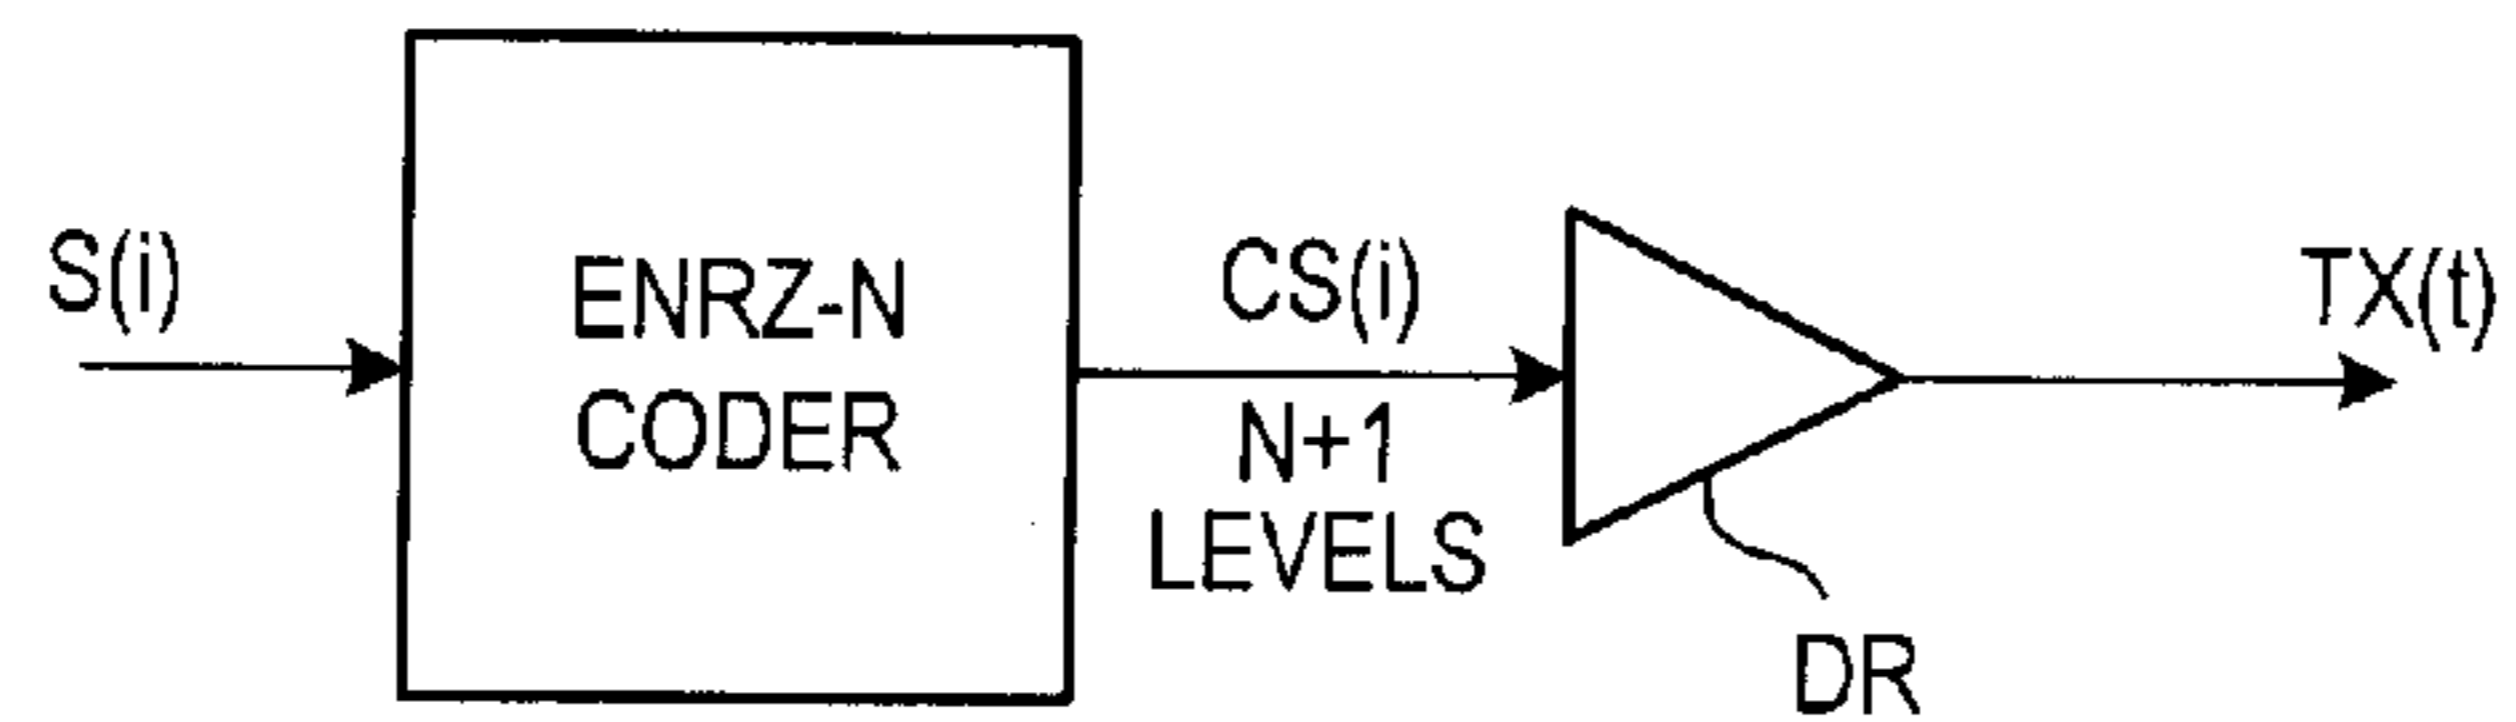 S(i)
ENRZ-N
CODER
CS(i)
N+1
LEVELS
TX(t)
DR